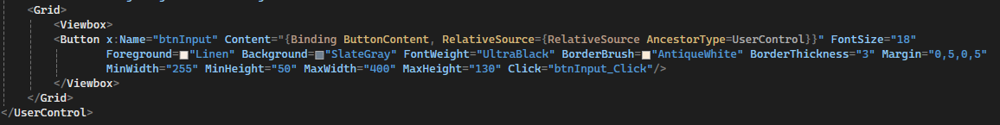 <Grid>
<Viewbox>
<Button x:Name="btnInput" Content="{Binding ButtonContent, RelativeSource={RelativeSource AncestorType=UserControl}}" FontSize="18"
Foreground="Linen" Background="SlateGray" FontWeight="UltraBlack" BorderBrush="AntiqueWhite" BorderThickness="3" Margin="0,5,0,5"
MinWidth="255" MinHeight="50" MaxWidth="400" MaxHeight="130" Click="btnInput_Click"/>
</Viewbox>
</Grid>
</UserControl>